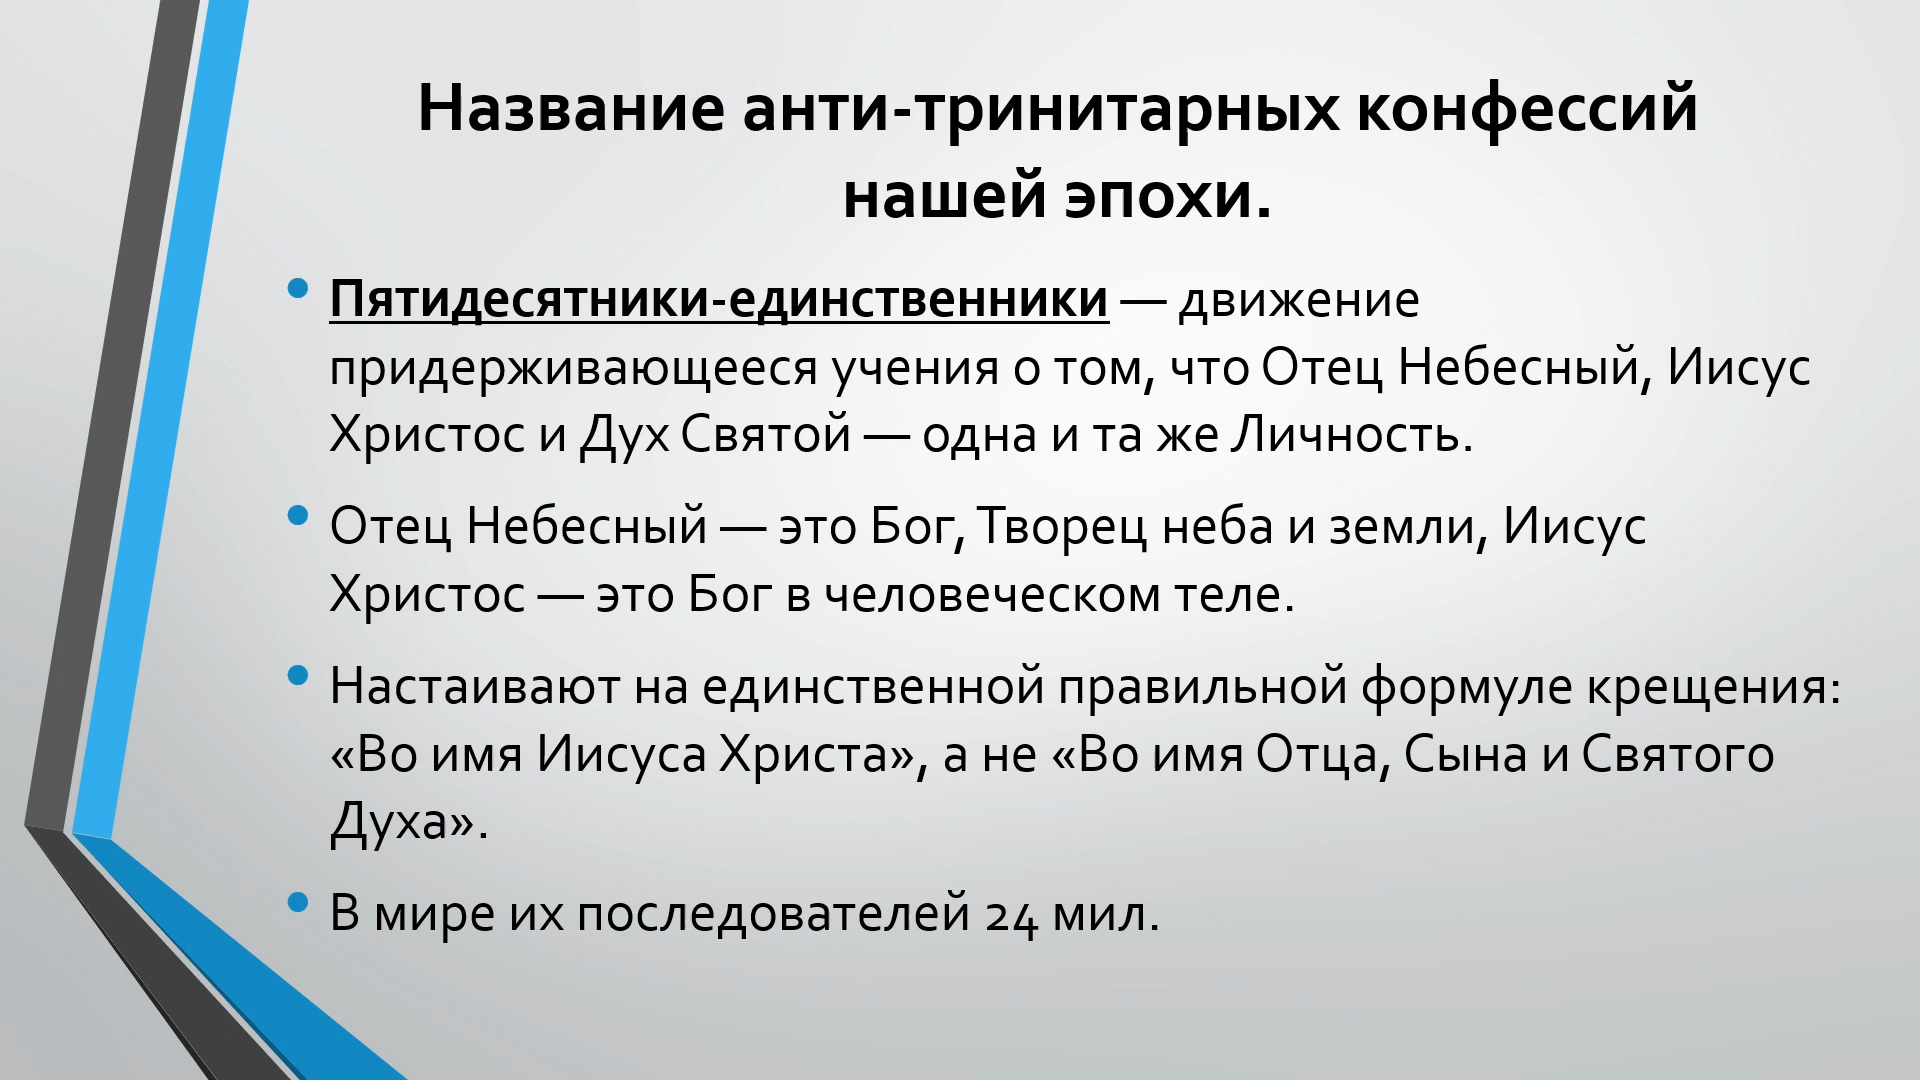 Название анти-тринитарных конфессий
нашей эпохи.
• Пятидесятники-единственники — движение
придерживающееся учения о том, что Отец Небесный, Иисус
Христос и Дух Святой — одна и та же Личность.
• Отец Небесный — это Бог, Творец неба и земли, Иисус
Христос — это Бог в человеческом теле.
• Настаивают на единственной правильной формуле крещения:
«Во имя Иисуса Христа», а не «Во имя Отца, Сына и Святого
Духа».
• В мире их последователей 24 мил.